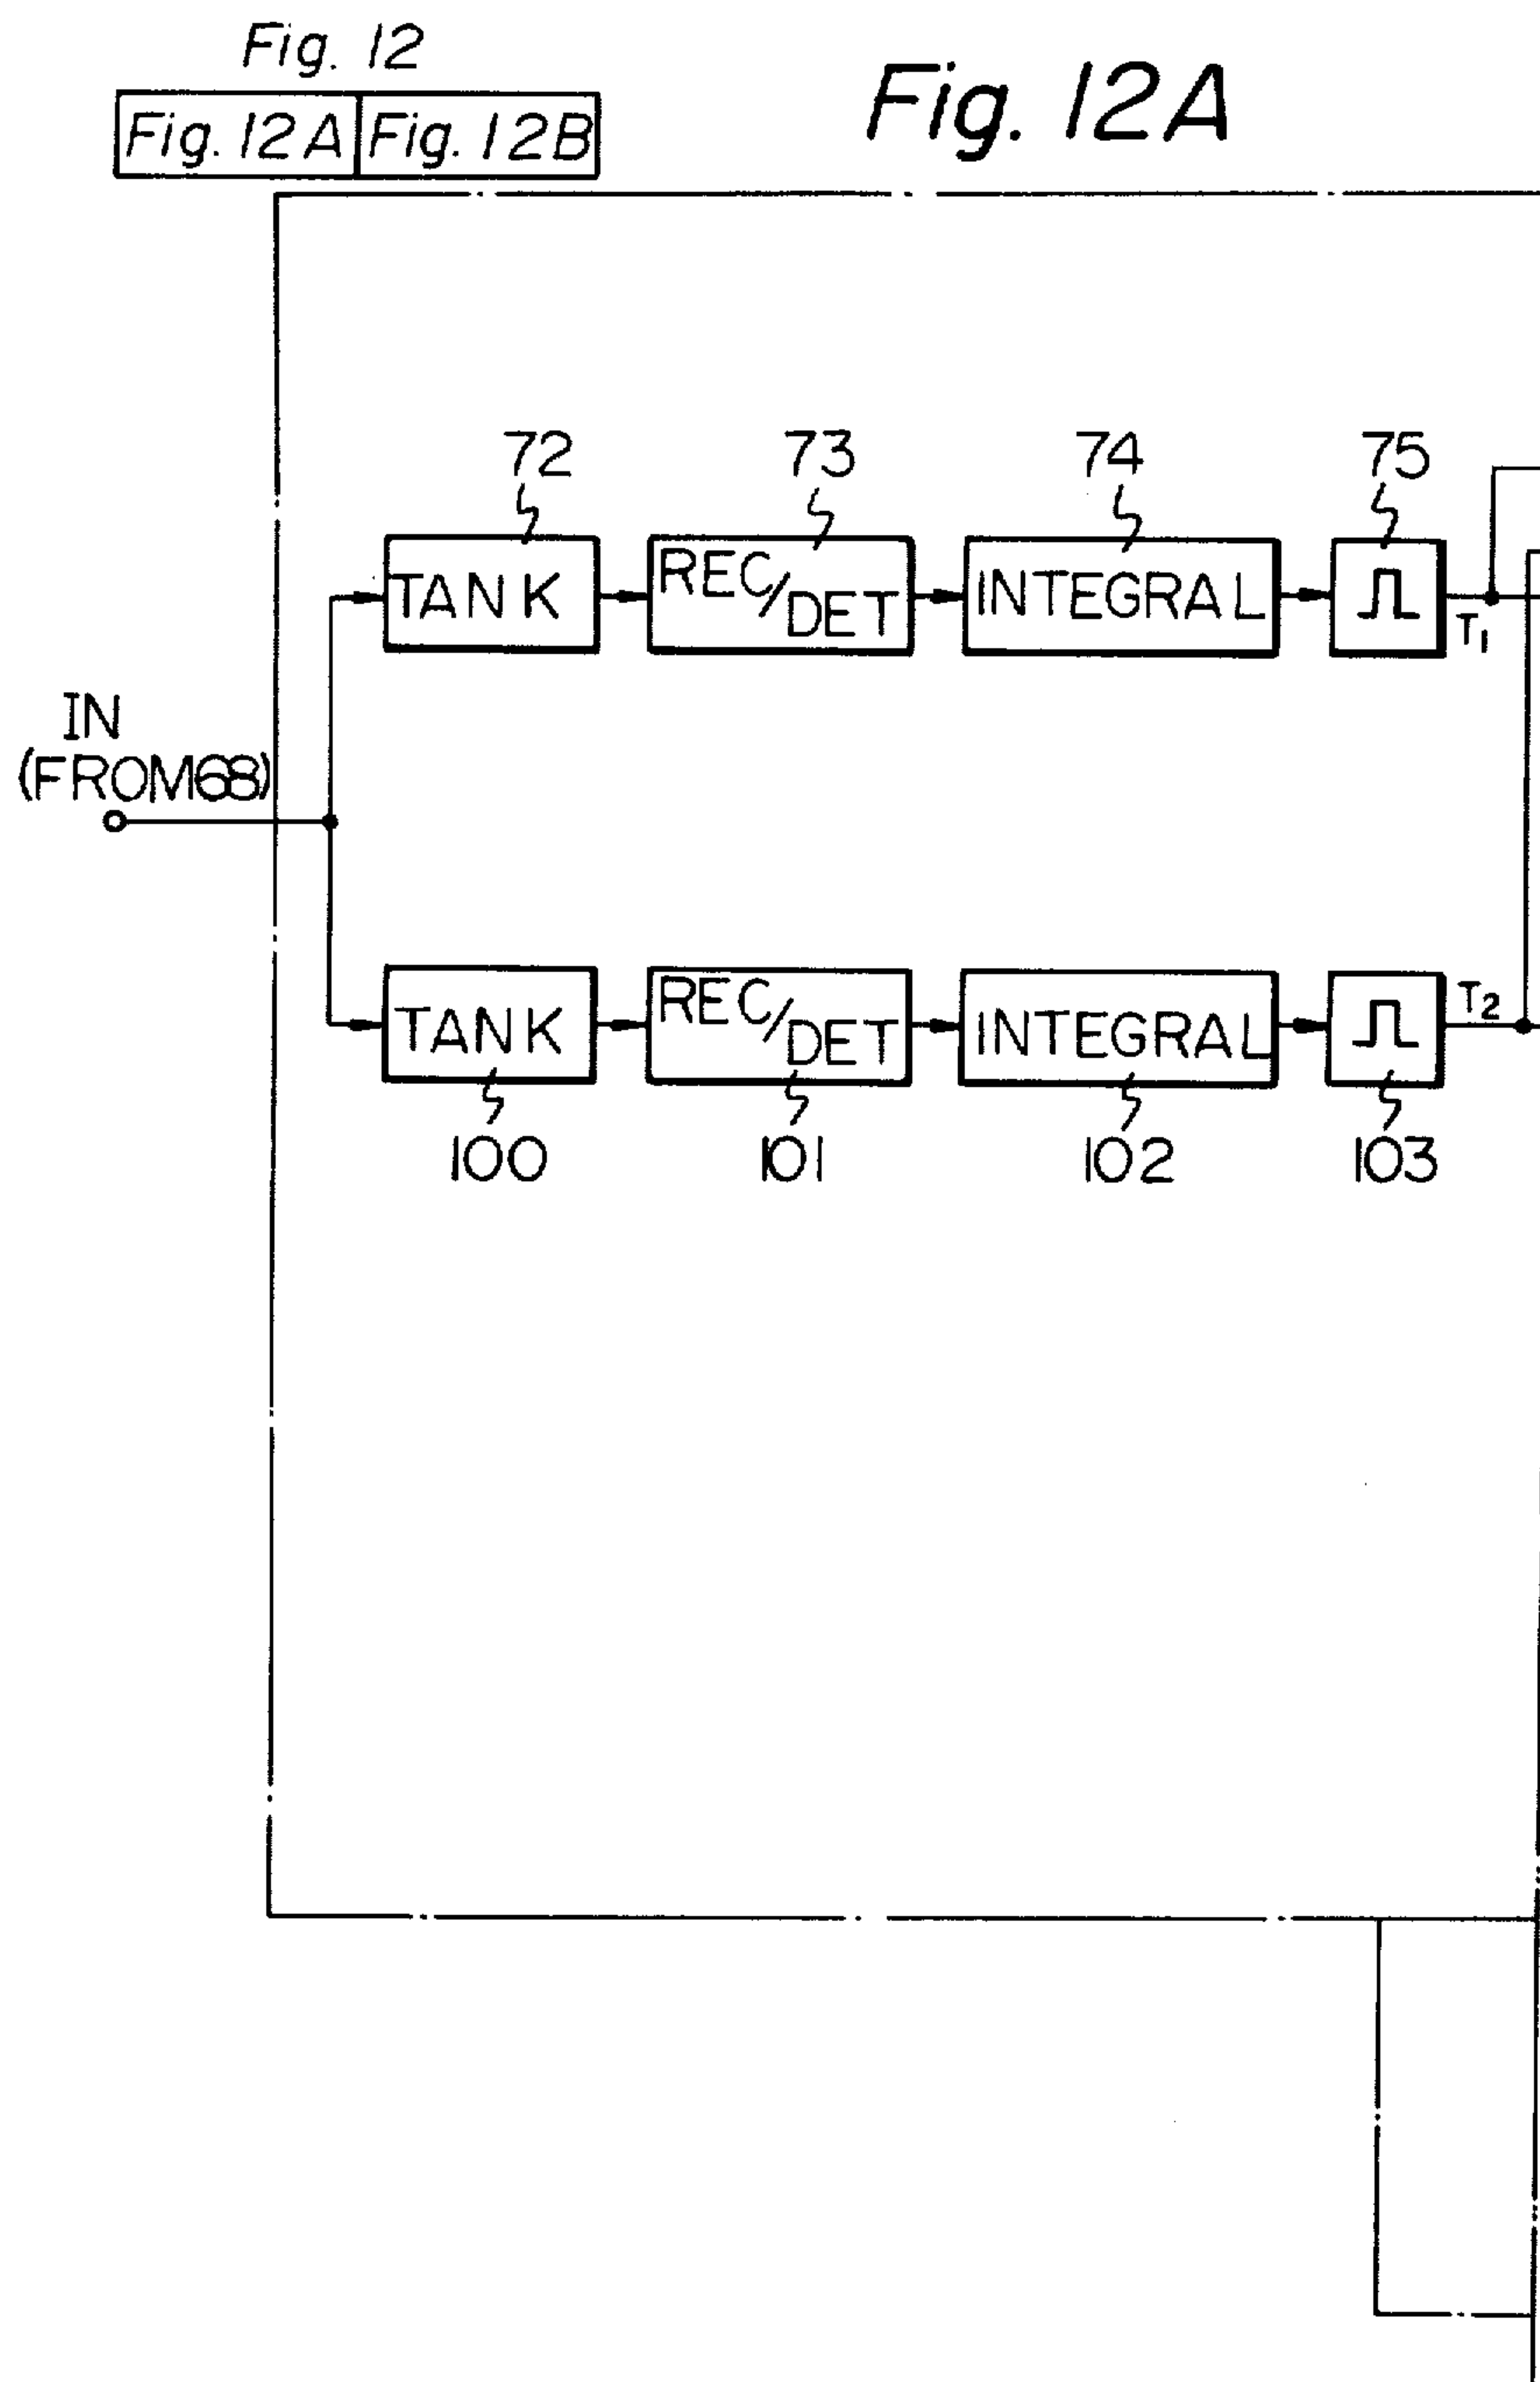 Fig. 12
Fig. 12A Fig. 12B
Fig. 12A
72 73 74 75
TANK REC/DET INTEGRAL
T1
IN
(FROM68)
TANK REC/DET INTEGRAL
T2
100 101 102 103